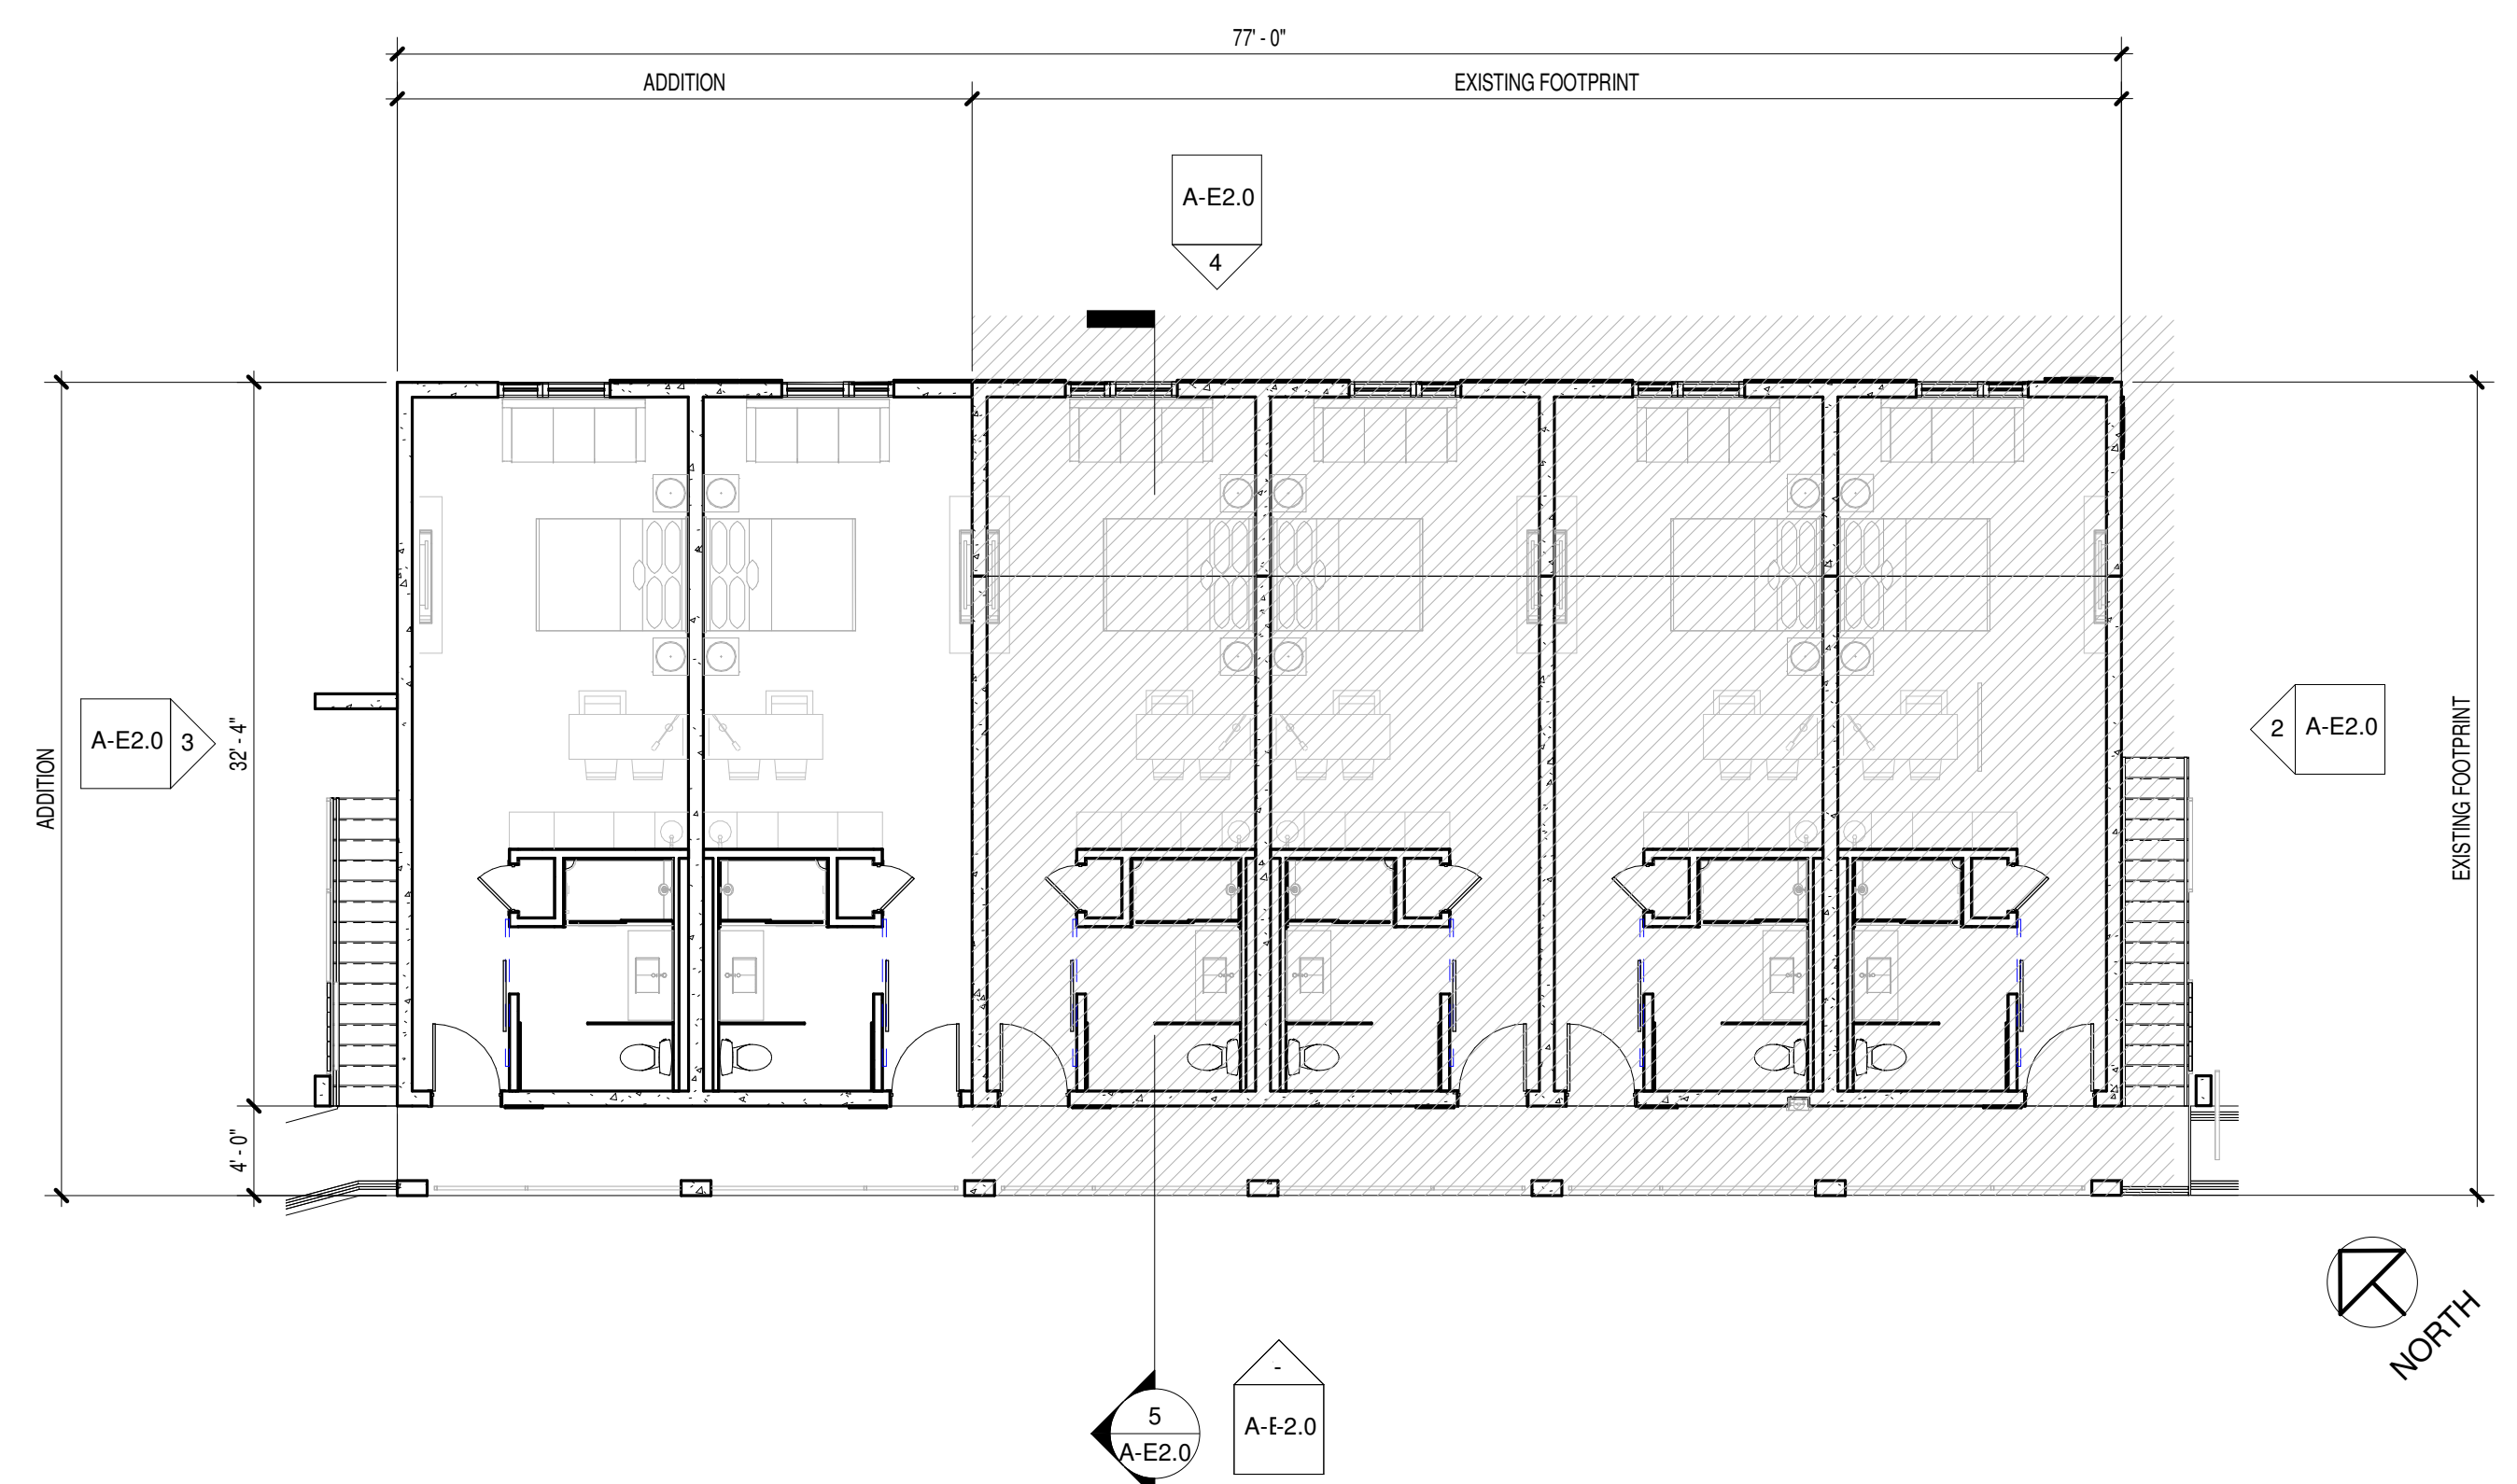 77' - 0"
ADDITION
EXISTING FOOTPRINT
A-E2.0
4
ADDITION
A-E2.0
3
32' - 4"
4' - 0"
2
A-E2.0
EXISTING FOOTPRINT
NORTH
5
A-E2.0
-
A-E-2.0